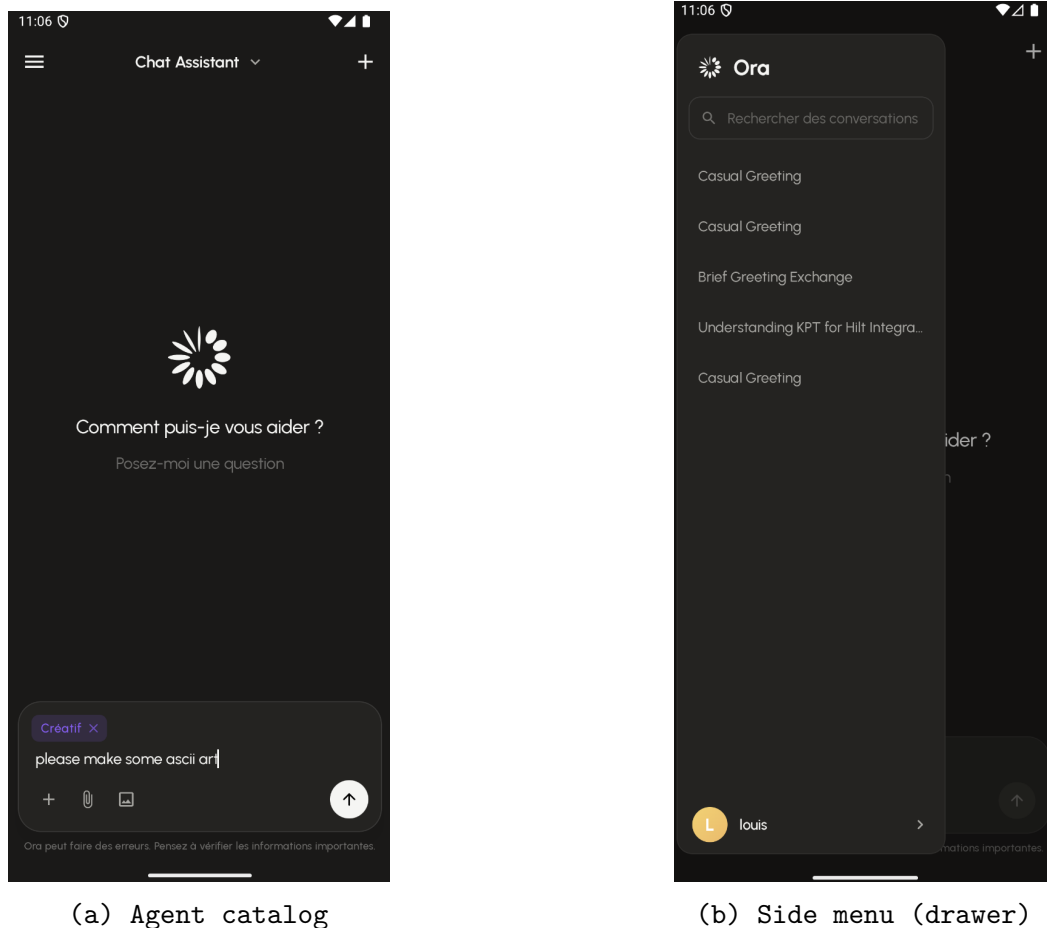 11:06
Chat Assistant
Comment puis-je vous aider ?
Posez-moi une question
Créatif
please make some ascii art
Ora peut faire des erreurs. Pensez à vérifier les informations importantes.
(a) Agent catalog
11:06
Ora
Rechercher des conversations
Casual Greeting
Casual Greeting
Brief Greeting Exchange
Understanding KPT for Hilt Integra...
Casual Greeting
ider ?
n
L
louis
mations importantes.
(b) Side menu (drawer)